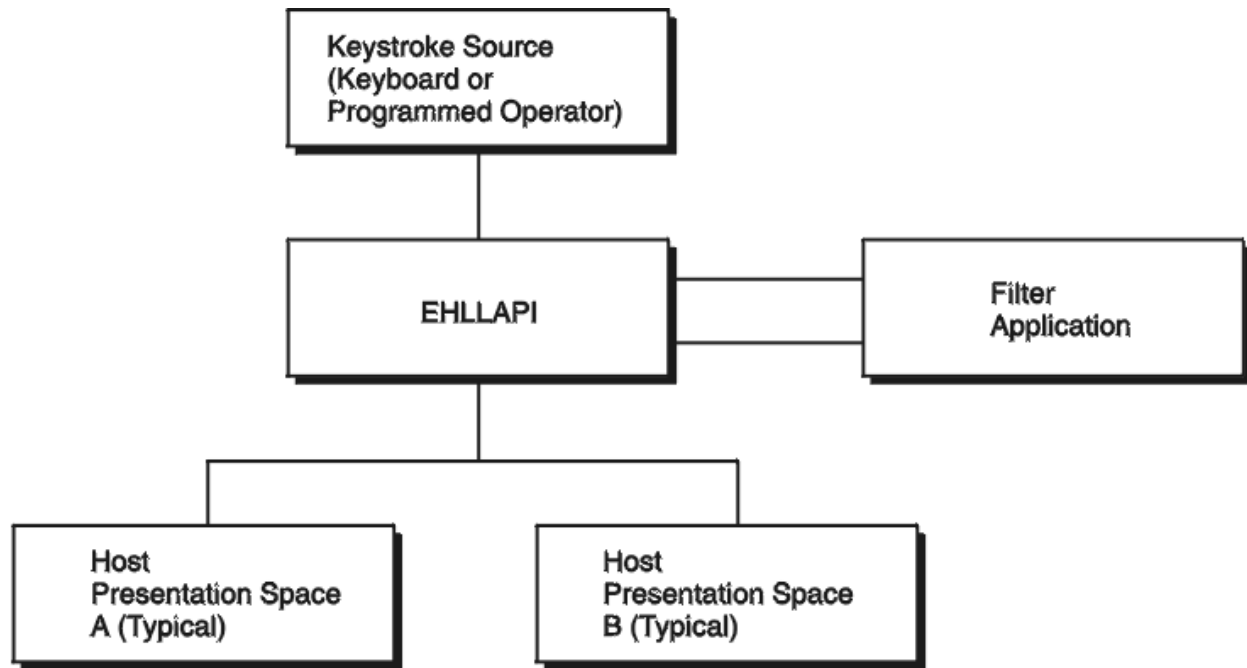 Keystroke Source
(Keyboard or
Programmed Operator)
EHLLAPI
Filter
Application
Host
Presentation Space
A (Typical)
Host
Presentation Space
B (Typical)